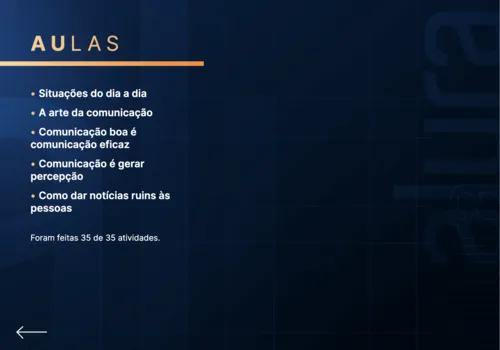 AULAS
• Situações do dia a dia
• A arte da comunicação
• Comunicação boa é
comunicação eficaz
• Comunicação é gerar
percepção
• Como dar notícias ruins às
pessoas
Foram feitas 35 de 35 atividades.
alura